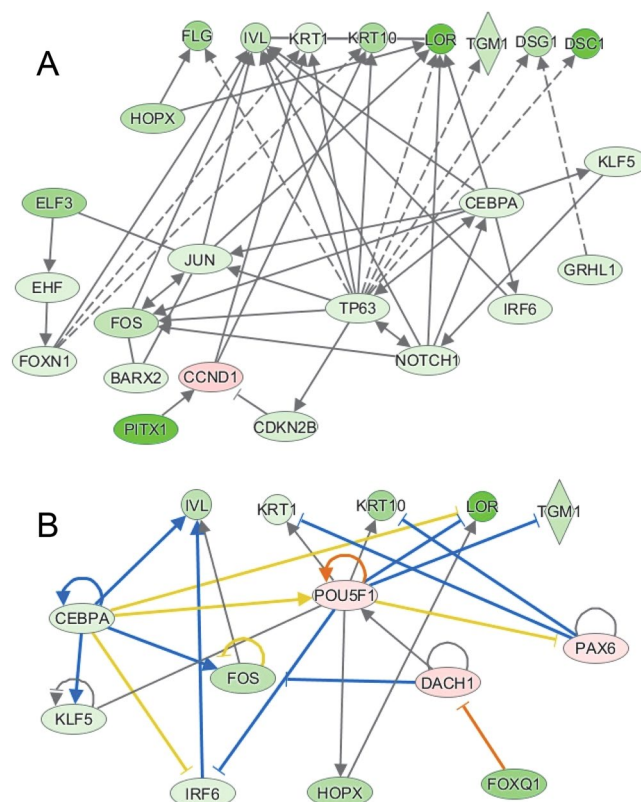 A
FLG IVL KRT1 KRT10 LOR TGM1 DSG1 DSC1
HOPX
KLF5
ELF3 CEBPA
JUN GRHL1
EHF
TP63 IRF6
FOS
FOXN1 BARX2 CCND1 NOTCH1
PITX1 CDKN2B
B
IVL KRT1 KRT10 LOR TGM1
POU5F1
CEBPA
PAX6
FOS DACH1
KLF5
IRF6 HOPX FOXQ1